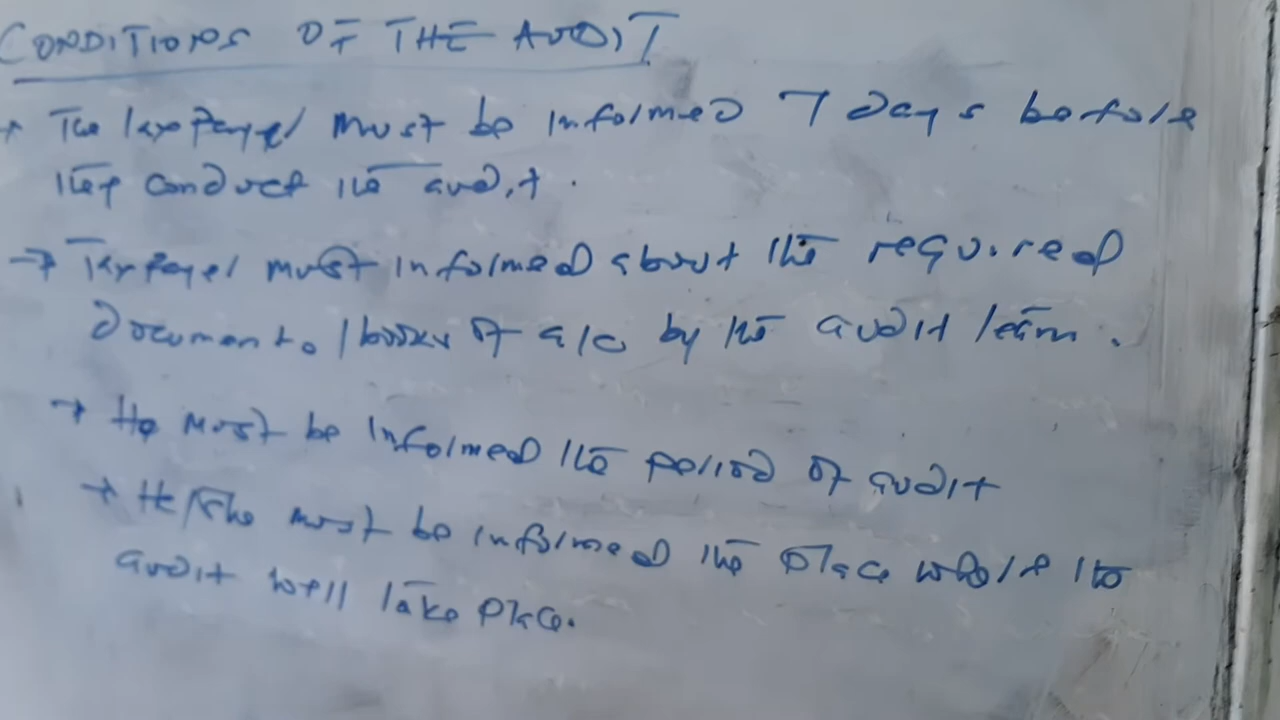 CONDITIONS OF THE AUDIT
→ The taxpayer must be informed 7 days before
they conduct the audit.
→ Taxpayer must informed about the required
documents / books of a/c by the audit team.
→ He must be informed the period of audit
→ He/she must be informed the place where the
audit will take place.